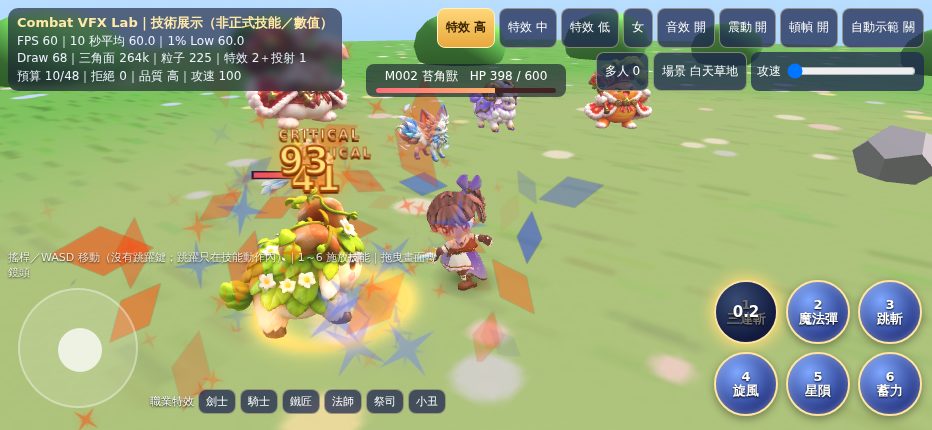 Combat VFX Lab｜技術展示（非正式技能／數值）
FPS 60｜10 秒平均 60.0｜1% Low 60.0
Draw 68｜三角面 264k｜粒子 225｜特效 2＋投射 1
預算 10/48｜拒絕 0｜品質 高｜攻速 100
特效 高
特效 中
特效 低
女
音效 開
震動 開
頓幀 開
自動示範 關
M002 苔角獸 HP 398 / 600
多人 0
場景 白天草地
攻速
CRITICAL
93
41
搖桿／WASD 移動（沒有跳躍鍵；跳躍只在技能動作內）｜1～6 施放技能｜拖曳畫面轉
鏡頭
1
三連斬
0.2
2
魔法彈
3
跳斬
4
旋風
5
星隕
6
蓄力
職業特效
劍士
騎士
鐵匠
法師
祭司
小丑